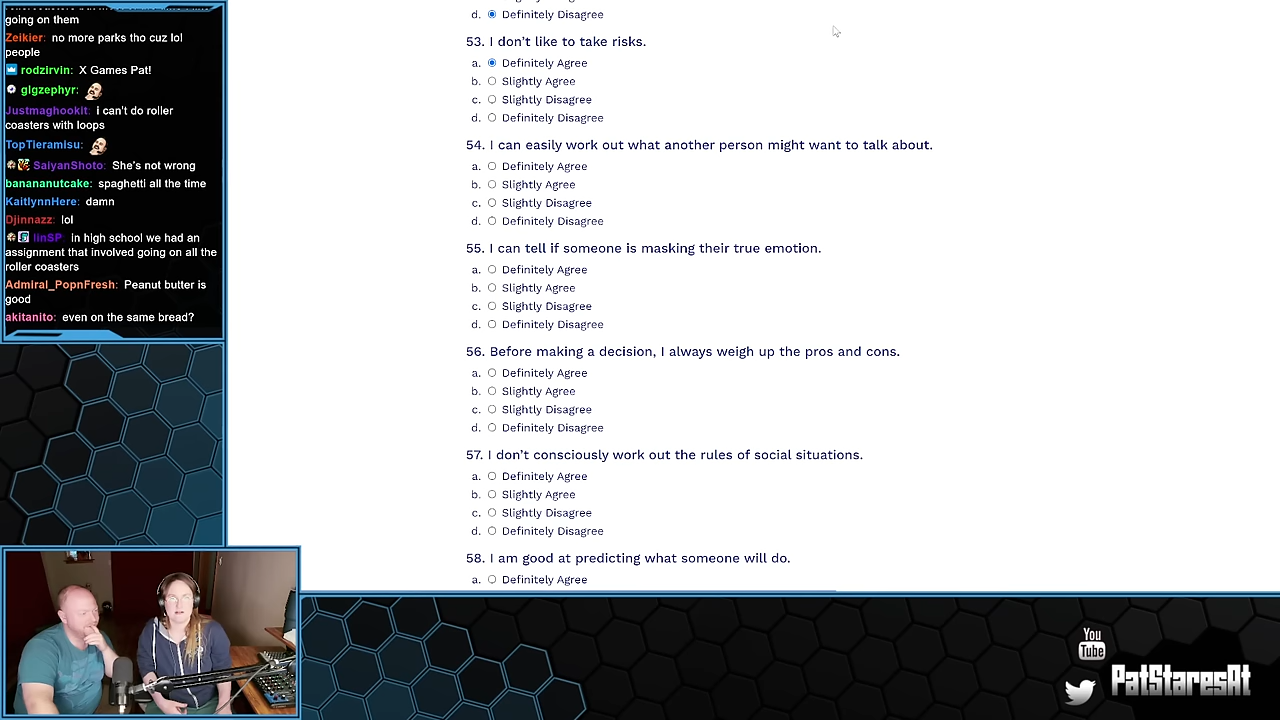 going on them
Zeikier: no more parks tho cuz lol
people
rodzirvin: X Games Pat!
glgzephyr:
Justmaghookit: i can't do roller
coasters with loops
TopTieramisu:
SaiyanShoto: She's not wrong
banananutcake: spaghetti all the time
KaitlynnHere: damn
Djinnazz: lol
linSP: in high school we had an
assignment that involved going on all the
roller coasters
Admiral_PopnFresh: Peanut butter is
good
akitanito: even on the same bread?
d. Definitely Disagree
53. I don't like to take risks.
a. Definitely Agree
b. Slightly Agree
c. Slightly Disagree
d. Definitely Disagree
54. I can easily work out what another person might want to talk about.
a. Definitely Agree
b. Slightly Agree
c. Slightly Disagree
d. Definitely Disagree
55. I can tell if someone is masking their true emotion.
a. Definitely Agree
b. Slightly Agree
c. Slightly Disagree
d. Definitely Disagree
56. Before making a decision, I always weigh up the pros and cons.
a. Definitely Agree
b. Slightly Agree
c. Slightly Disagree
d. Definitely Disagree
57. I don't consciously work out the rules of social situations.
a. Definitely Agree
b. Slightly Agree
c. Slightly Disagree
d. Definitely Disagree
58. I am good at predicting what someone will do.
a. Definitely Agree
You
Tube
PatStaresAt